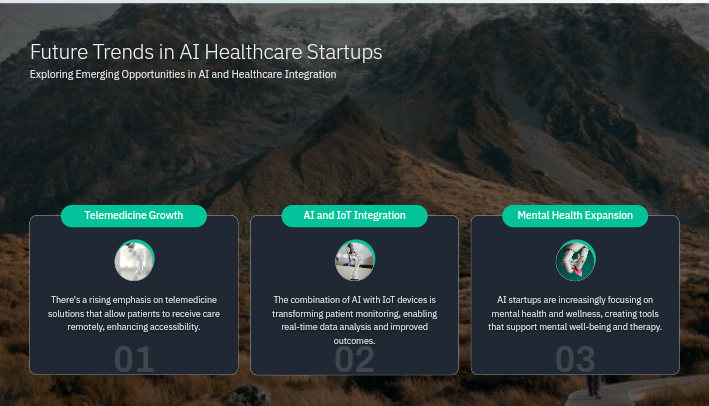 Future Trends in AI Healthcare Startups
Exploring Emerging Opportunities in AI and Healthcare Integration
Telemedicine Growth
There's a rising emphasis on telemedicine
solutions that allow patients to receive care
remotely, enhancing accessibility.
01
AI and IoT Integration
The combination of AI with IoT devices is
transforming patient monitoring, enabling
real-time data analysis and improved
outcomes.
02
Mental Health Expansion
AI startups are increasingly focusing on
mental health and wellness, creating tools
that support mental well-being and therapy.
03